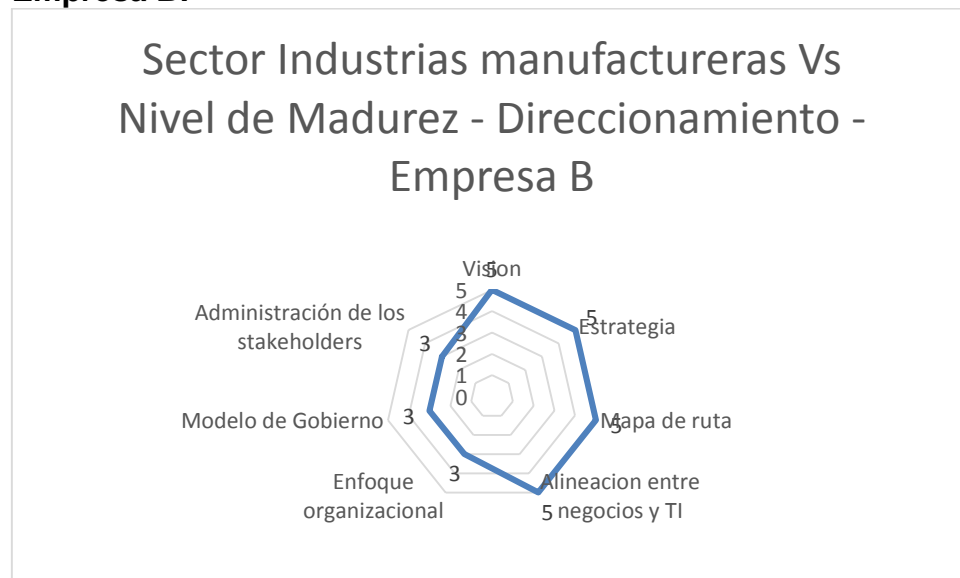 Empresa B.
Sector Industrias manufactureras Vs
Nivel de Madurez - Direccionamiento -
Empresa B
Vision
5
5
Estrategia
5
Mapa de ruta
Alineacion entre
negocios y TI
5
Enfoque
organizacional
3
Modelo de Gobierno
3
Administración de los
stakeholders
3
5
4
3
2
1
0